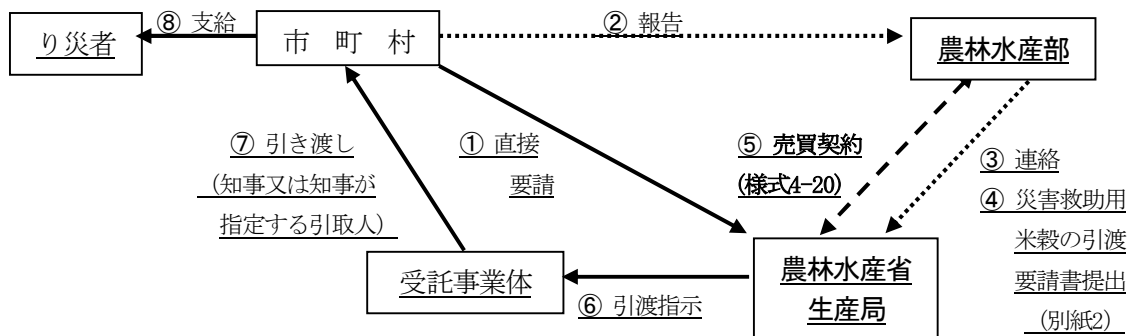 ⑧ 支給
② 報告
り災者
市 町 村
農林水産部
⑦ 引き渡し
(知事又は知事が
指定する引取人)
① 直接
要請
⑤ 売買契約
(様式4-20)
③ 連絡
④ 災害救助用
米穀の引渡
要請書提出
(別紙2)
受託事業体
⑥ 引渡指示
農林水産省
生産局